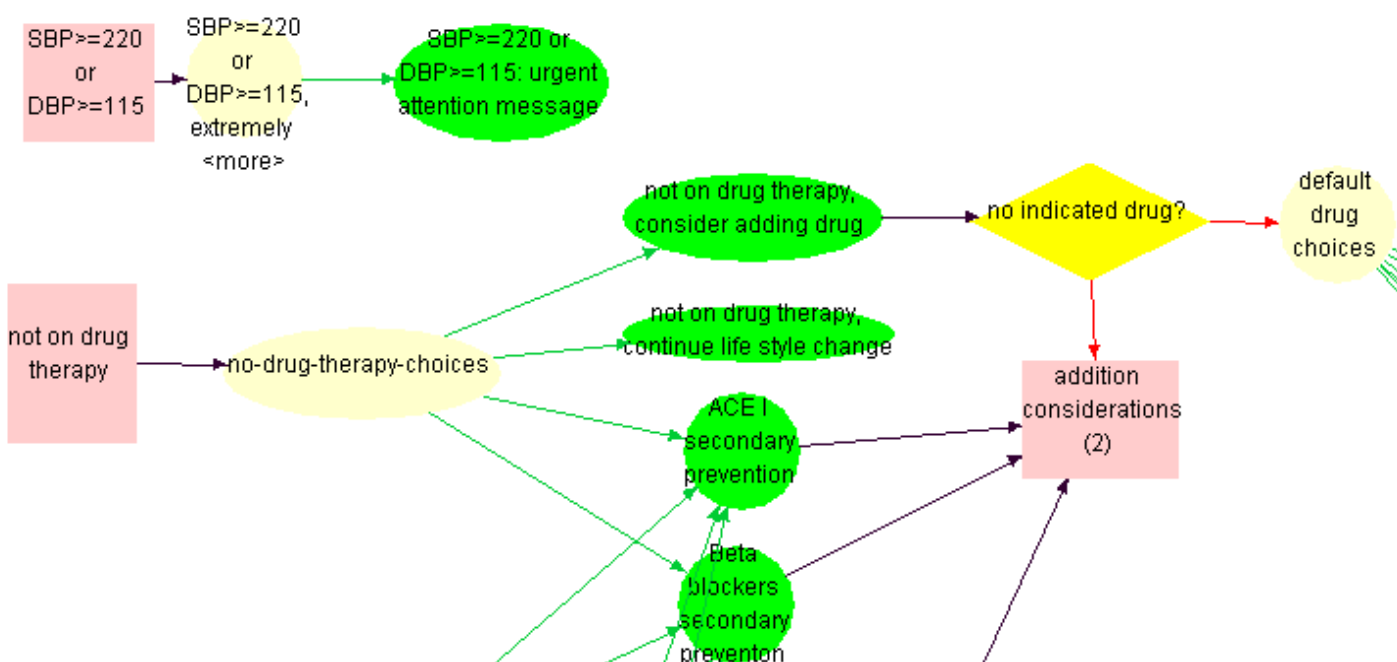 SBP>=220
or
DBP>=115
SBP>=220
or
DBP>=115,
extremely
<more>
SBP>=220 or
DBP>=115: urgent
attention message
not on drug therapy,
consider adding drug
no indicated drug?
default
drug
choices
not on drug
therapy
no-drug-therapy-choices
not on drug therapy,
continue life style change
addition
considerations
(2)
ACE I
secondary
prevention
Beta
blockers
secondary
preventon